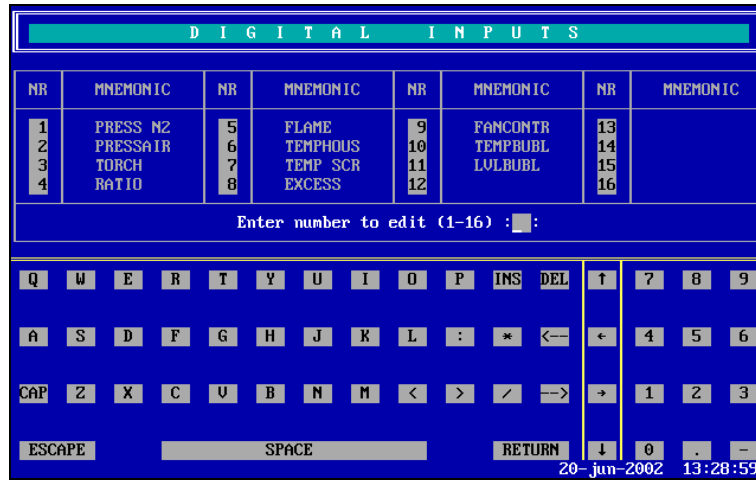 D I G I T A L   I N P U T S
NR MNEMONIC NR MNEMONIC NR MNEMONIC NR MNEMONIC
1 PRESS N2 5 FLAME 9 FANCONTR 13
2 PRESSAIR 6 TEMPHOUS 10 TEMPBUBL 14
3 TORCH 7 TEMP SCR 11 LVLBUBL 15
4 RATIO 8 EXCESS 12 16
Enter number to edit (1-16) :_:
Q W E R T Y U I O P INS DEL ↑ 7 8 9
A S D F G H J K L : * <-- ← 4 5 6
CAP Z X C V B N M < > / --> → 1 2 3
ESCAPE SPACE RETURN ↓ 0 . -
20-jun-2002 13:28:59